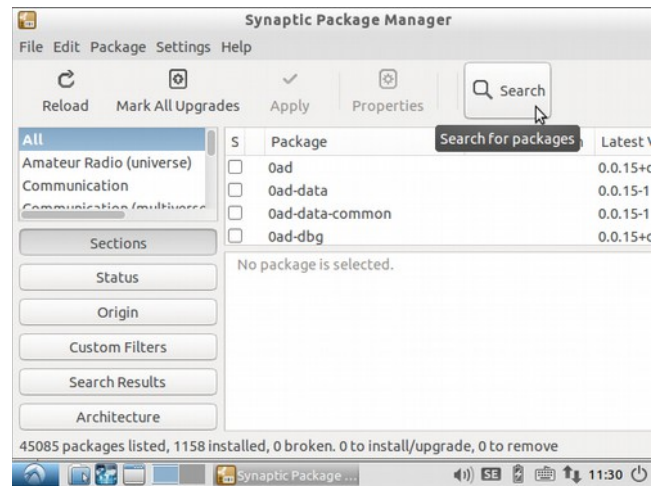 Synaptic Package Manager
File Edit Package Settings Help
Reload Mark All Upgrades Apply Properties Search
Search for packages
All
Amateur Radio (universe)
Communication
Communication (multiverse
S Package Latest
0ad 0.0.15+
0ad-data 0.0.15-1
0ad-data-common 0.0.15-1
0ad-dbg 0.0.15+
Sections
Status
Origin
Custom Filters
Search Results
Architecture
No package is selected.
45085 packages listed, 1158 installed, 0 broken. 0 to install/upgrade, 0 to remove
Synaptic Package ... SE 11:30